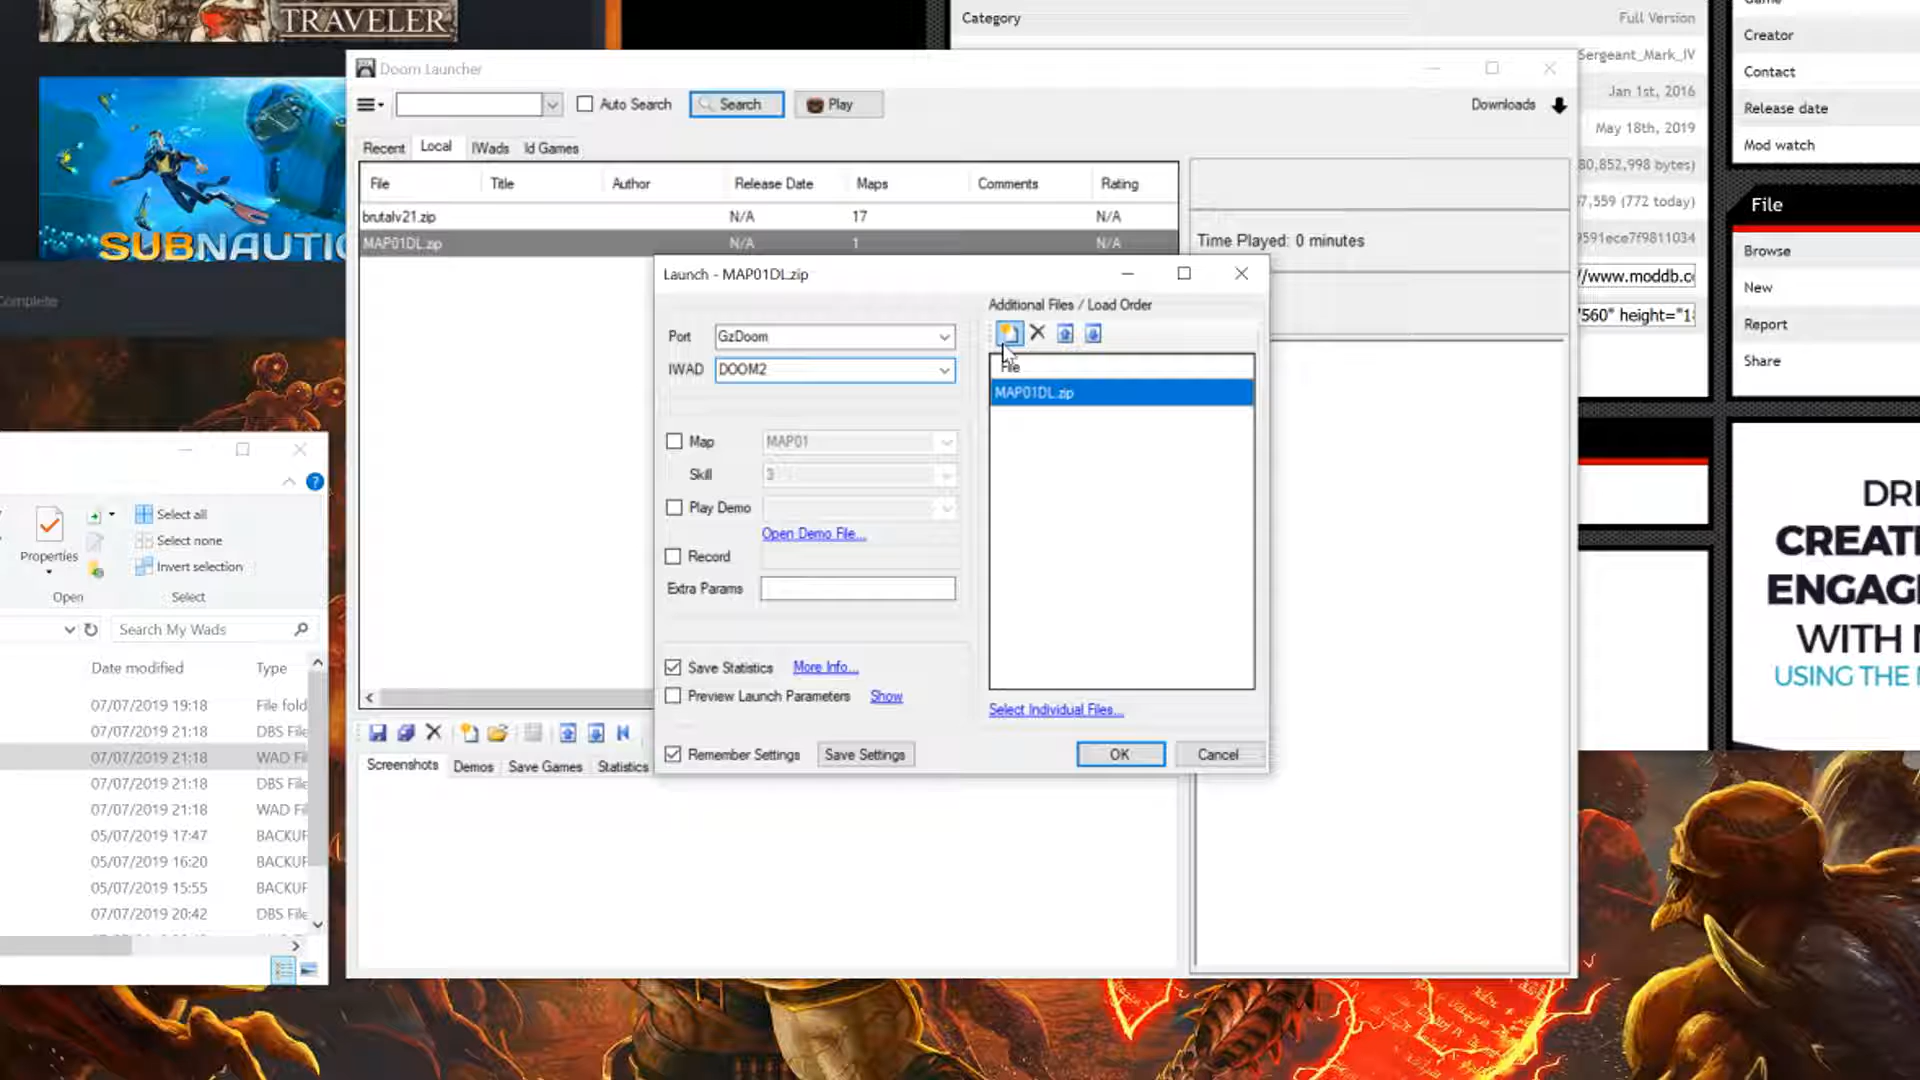 TRAVELER
SUBNAUTIC
Complete
Category
Full Version
Sergeant_Mark_IV
Jan 1st, 2016
May 18th, 2019
80,852,998 bytes)
7,559 (772 today)
9591ece7f9811034
//www.moddb.c
"560" height="1
Creator
Contact
Release date
Mod watch
File
Browse
New
Report
Share
DRI
CREATE
ENGAG
WITH
USING THE
Doom Launcher
Auto Search
Search
Play
Downloads
Recent
Local
IWads
Id Games
File
Title
Author
Release Date
Maps
Comments
Rating
brutalv21.zip
N/A
17
N/A
MAP01DL.zip
N/A
1
N/A
Time Played: 0 minutes
Launch - MAP01DL.zip
Port
GzDoom
IWAD
DOOM2
Map
MAP01
Skill
3
Play Demo
Open Demo File...
Record
Extra Params
Save Statistics
More Info...
Preview Launch Parameters
Show
Remember Settings
Save Settings
Additional Files / Load Order
File
MAP01DL.zip
Select Individual Files...
OK
Cancel
Screenshots
Demos
Save Games
Statistics
Properties
Open
Select all
Select none
Invert selection
Select
Search My Wads
Date modified
Type
07/07/2019 19:18
File fold
07/07/2019 21:18
DBS File
07/07/2019 21:18
WAD Fi
07/07/2019 21:18
DBS File
07/07/2019 21:18
WAD Fi
05/07/2019 17:47
BACKUP
05/07/2019 16:20
BACKUP
05/07/2019 15:55
BACKUP
07/07/2019 20:42
DBS File